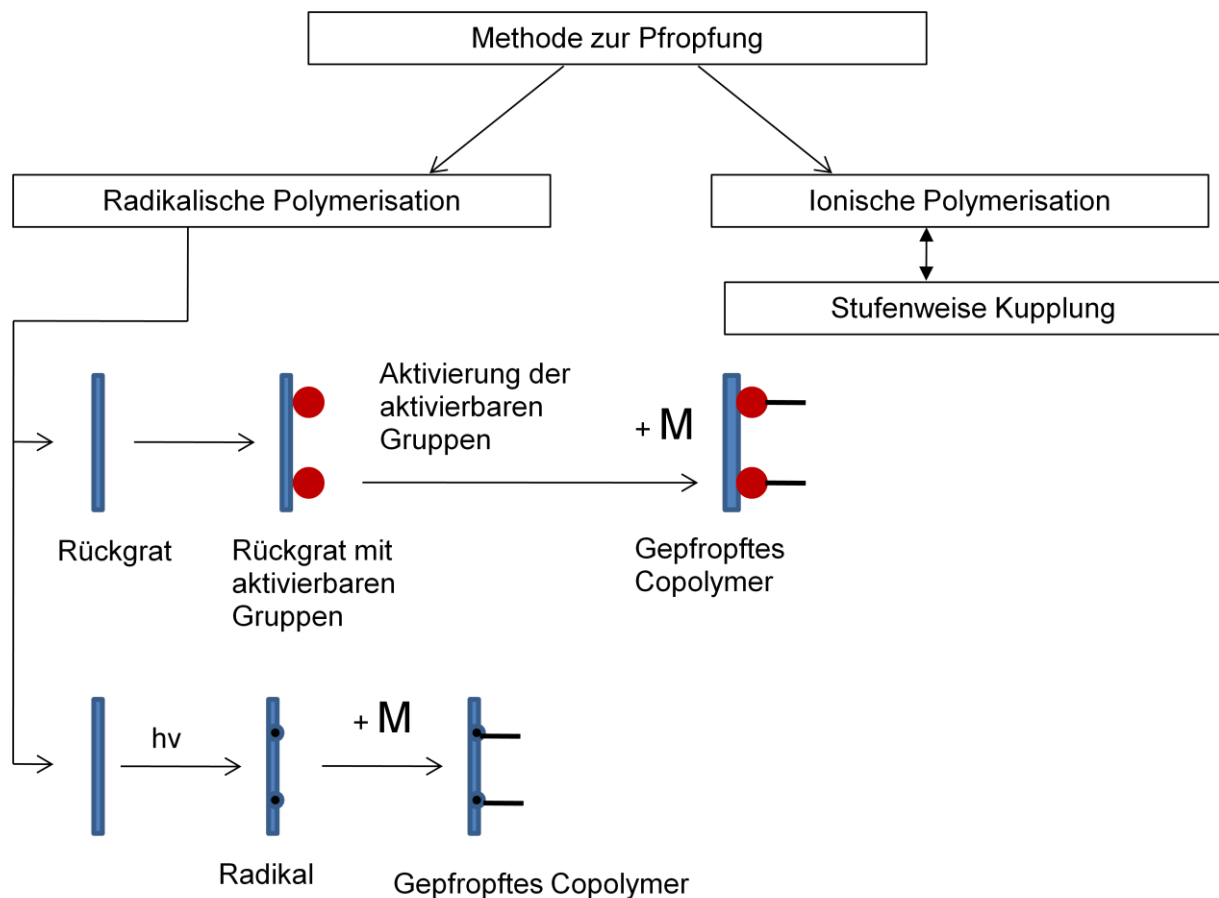 Methode zur Pfropfung
Radikalische Polymerisation
Ionische Polymerisation
Stufenweise Kupplung
Aktivierung der
aktivierbaren
Gruppen
+ M
Rückgrat
Rückgrat mit
aktivierbaren
Gruppen
Gepfropftes
Copolymer
hv
+ M
Radikal
Gepfropftes Copolymer